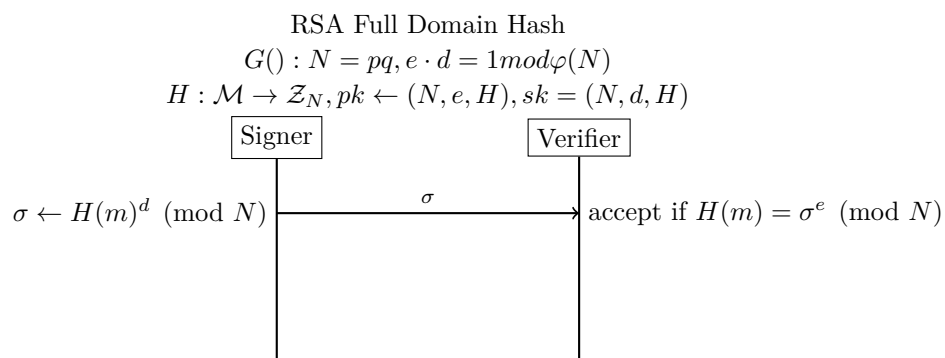 RSA Full Domain Hash
G() : N = pq, e · d = 1modφ(N)
H : ℳ → 𝒵_N, pk ← (N, e, H), sk = (N, d, H)
Signer
Verifier
σ ← H(m)^d (mod N)
σ
accept if H(m) = σ^e (mod N)